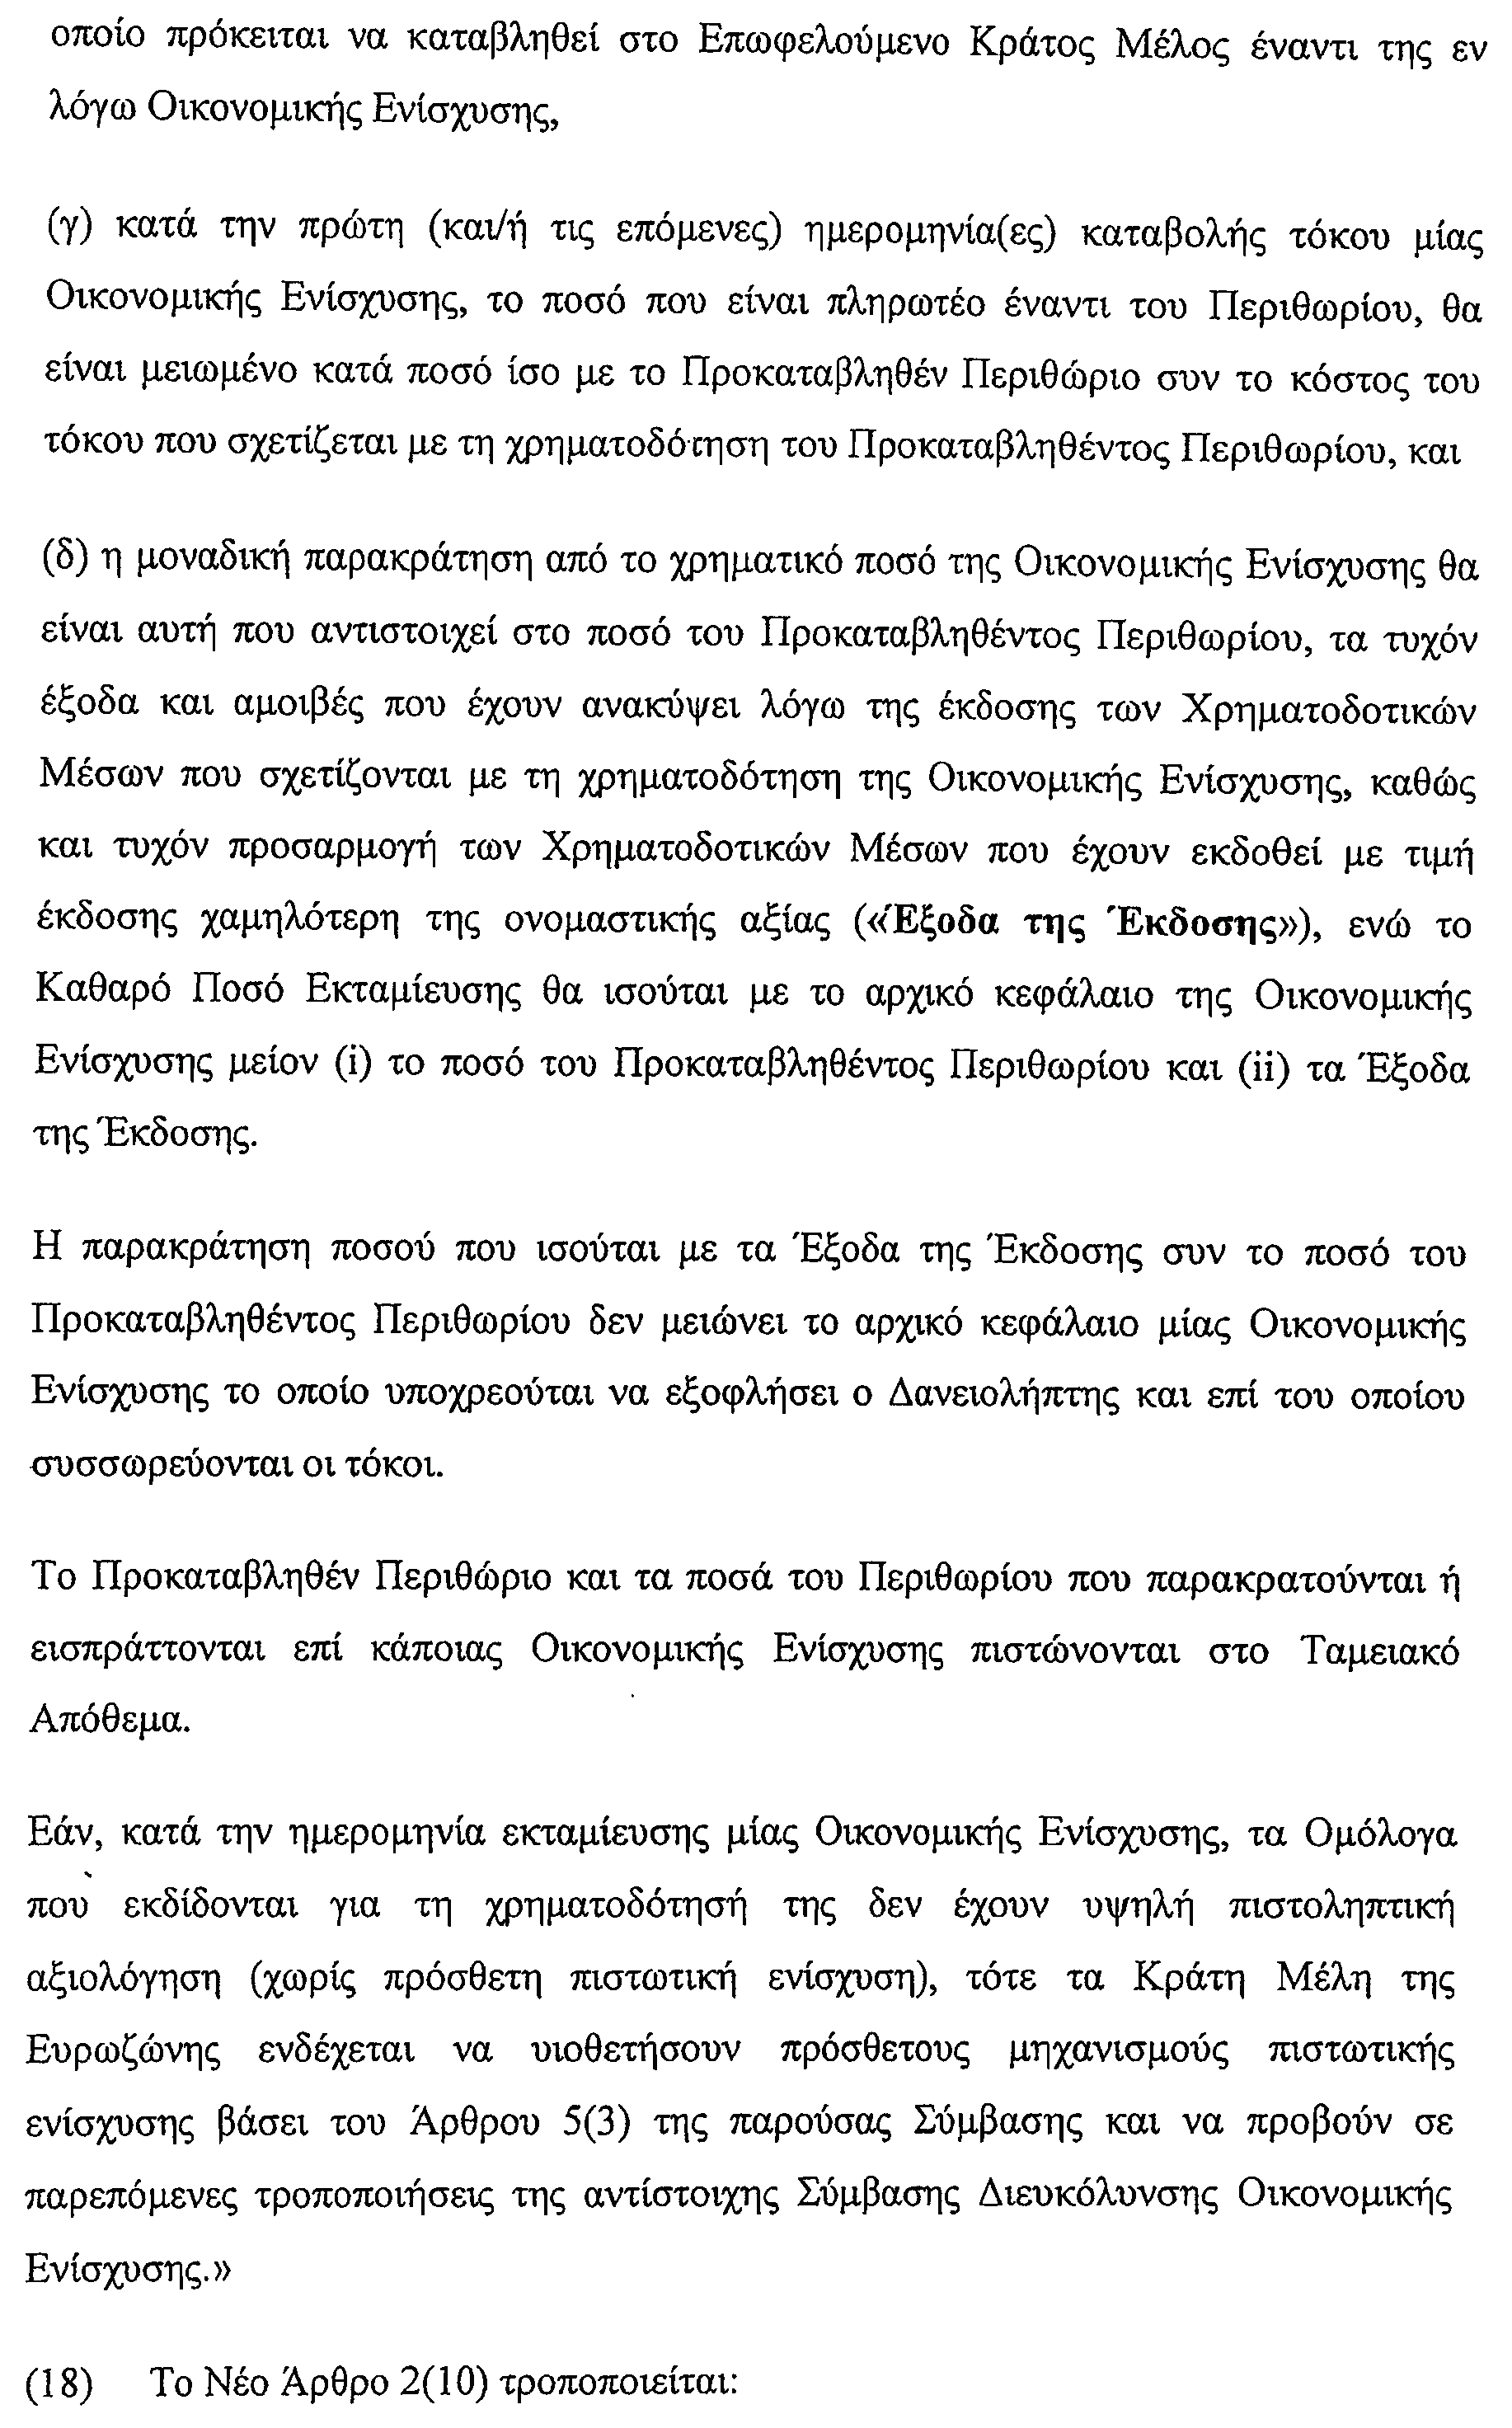 οποίο πρόκειται να καταβληθεί στο Επωφελούμενο Κράτος Μέλος έναντι της εν
λόγω Οικονομικής Ενίσχυσης,
(γ) κατά την πρώτη (και/ή τις επόμενες) ημερομηνία(ες) καταβολής τόκου μίας
Οικονομικής Ενίσχυσης, το ποσό που είναι πληρωτέο έναντι του Περιθωρίου, θα
είναι μειωμένο κατά ποσό ίσο με το Προκαταβληθέν Περιθώριο συν το κόστος του
τόκου που σχετίζεται με τη χρηματοδότηση του Προκαταβληθέντος Περιθωρίου, και
(δ) η μοναδική παρακράτηση από το χρηματικό ποσό της Οικονομικής Ενίσχυσης θα
είναι αυτή που αντιστοιχεί στο ποσό του Προκαταβληθέντος Περιθωρίου, τα τυχόν
έξοδα και αμοιβές που έχουν ανακύψει λόγω της έκδοσης των Χρηματοδοτικών
Μέσων που σχετίζονται με τη χρηματοδότηση της Οικονομικής Ενίσχυσης, καθώς
και τυχόν προσαρμογή των Χρηματοδοτικών Μέσων που έχουν εκδοθεί με τιμή
έκδοσης χαμηλότερη της ονομαστικής αξίας («Έξοδα της Έκδοσης»), ενώ το
Καθαρό Ποσό Εκταμίευσης θα ισούται με το αρχικό κεφάλαιο της Οικονομικής
Ενίσχυσης μείον (i) το ποσό του Προκαταβληθέντος Περιθωρίου και (ii) τα Έξοδα
της Έκδοσης.
Η παρακράτηση ποσού που ισούται με τα Έξοδα της Έκδοσης συν το ποσό του
Προκαταβληθέντος Περιθωρίου δεν μειώνει το αρχικό κεφάλαιο μίας Οικονομικής
Ενίσχυσης το οποίο υποχρεούται να εξοφλήσει ο Δανειολήπτης και επί του οποίου
συσσωρεύονται οι τόκοι.
Το Προκαταβληθέν Περιθώριο και τα ποσά του Περιθωρίου που παρακρατούνται ή
εισπράττονται επί κάποιας Οικονομικής Ενίσχυσης πιστώνονται στο Ταμειακό
Απόθεμα.
Εάν, κατά την ημερομηνία εκταμίευσης μίας Οικονομικής Ενίσχυσης, τα Ομόλογα
που εκδίδονται για τη χρηματοδότησή της δεν έχουν υψηλή πιστοληπτική
αξιολόγηση (χωρίς πρόσθετη πιστωτική ενίσχυση), τότε τα Κράτη Μέλη της
Ευρωζώνης ενδέχεται να υιοθετήσουν πρόσθετους μηχανισμούς πιστωτικής
ενίσχυσης βάσει του Άρθρου 5(3) της παρούσας Σύμβασης και να προβούν σε
παρεπόμενες τροποποιήσεις της αντίστοιχης Σύμβασης Διευκόλυνσης Οικονομικής
Ενίσχυσης.»
(18) Το Νέο Άρθρο 2(10) τροποποιείται: